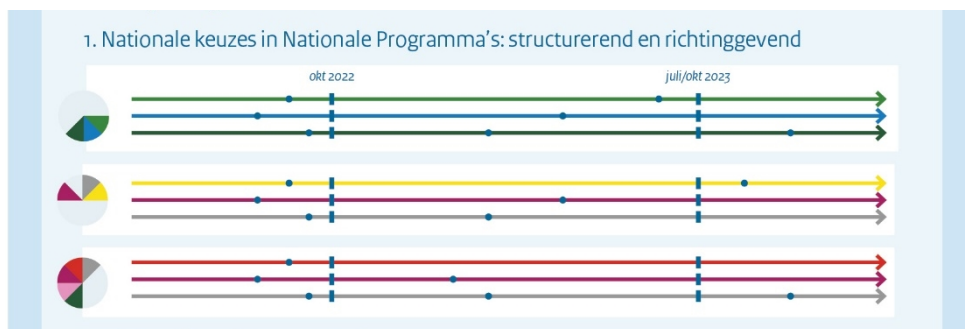 1. Nationale keuzes in Nationale Programma's: structurerend en richtinggevend
okt 2022
juli/okt 2023